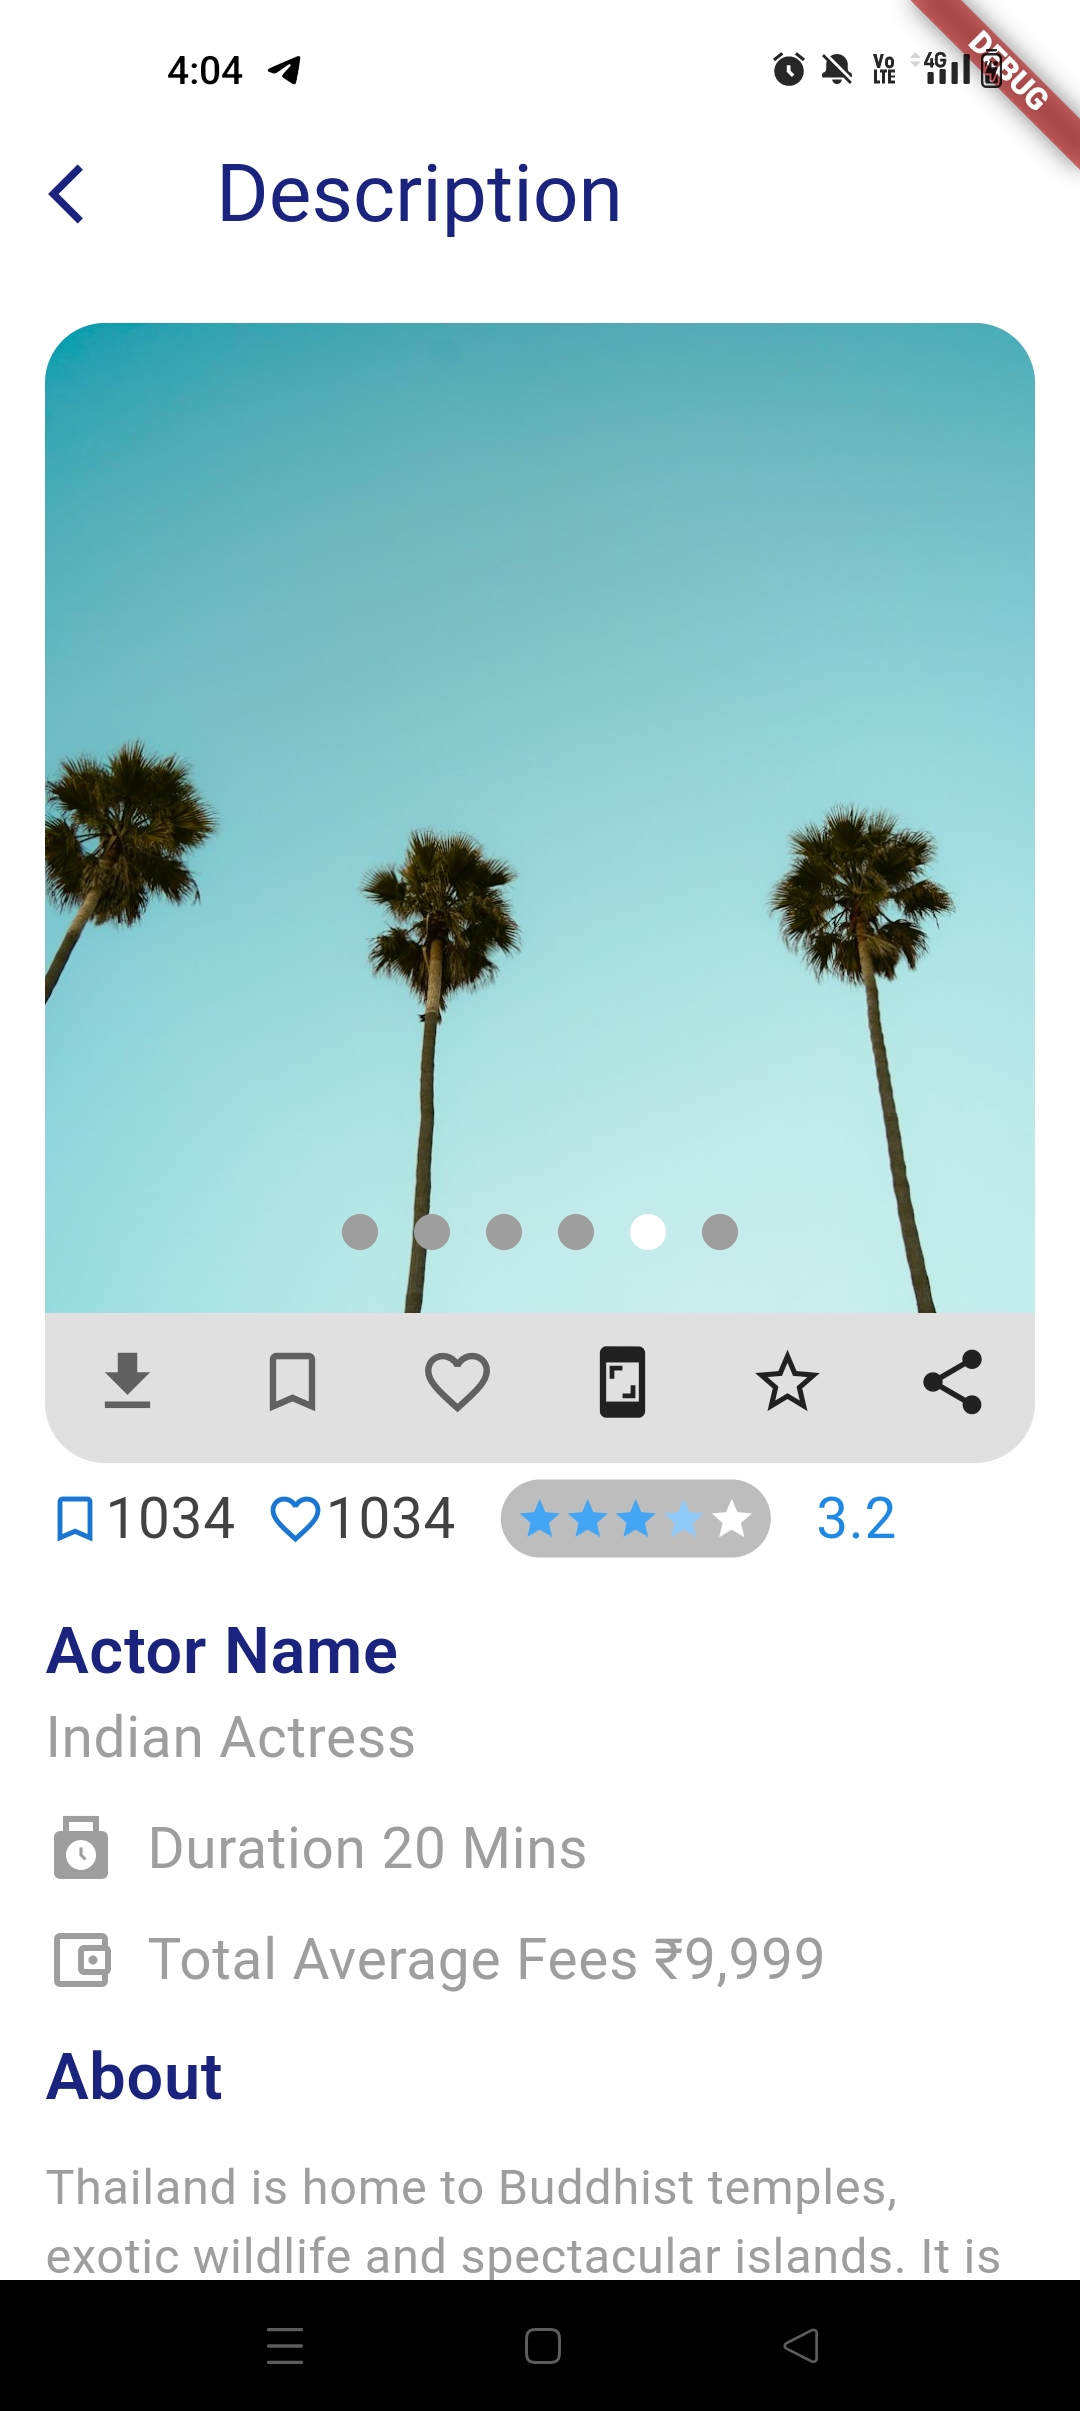 4:04
Vo
LTE
4G
DEBUG
Description
1034
1034
3.2
Actor Name
Indian Actress
Duration 20 Mins
Total Average Fees ₹9,999
About
Thailand is home to Buddhist temples,
exotic wildlife and spectacular islands. It is